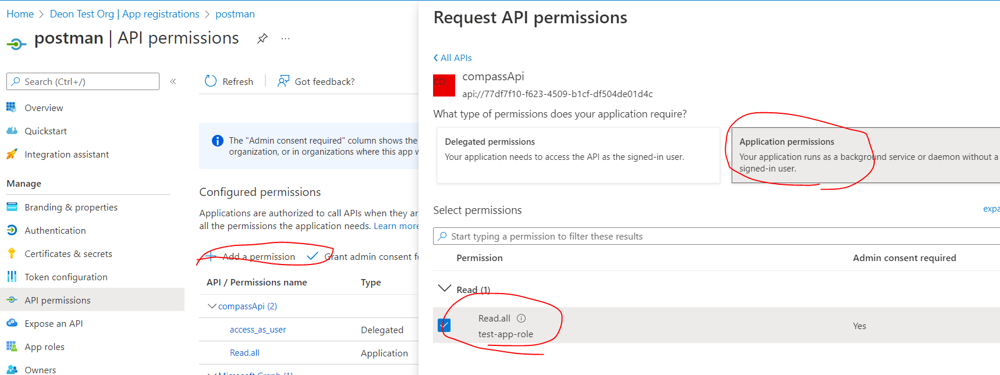 Home > Deon Test Org | App registrations > postman
postman | API permissions
...
Search (Ctrl+/)
«
Overview
Quickstart
Integration assistant
Manage
Branding & properties
Authentication
Certificates & secrets
Token configuration
API permissions
Expose an API
App roles
Owners
Refresh
Got feedback?
The "Admin consent required" column shows the
organization, or in organizations where this app w
Configured permissions
Applications are authorized to call APIs when they ar
all the permissions the application needs. Learn more
Add a permission
Grant admin consent fo
API / Permissions name Type
compassApi (2)
access_as_user Delegated
Read.all Application
Microsoft Graph (1)
Request API permissions
All APIs
CO
compassApi
api://77df7f10-f623-4509-b1cf-df504de01d4c
What type of permissions does your application require?
Delegated permissions
Your application needs to access the API as the signed-in user.
Application permissions
Your application runs as a background service or daemon without a
signed-in user.
Select permissions
expa
Start typing a permission to filter these results
Permission Admin consent required
Read (1)
Read.all
test-app-role
Yes